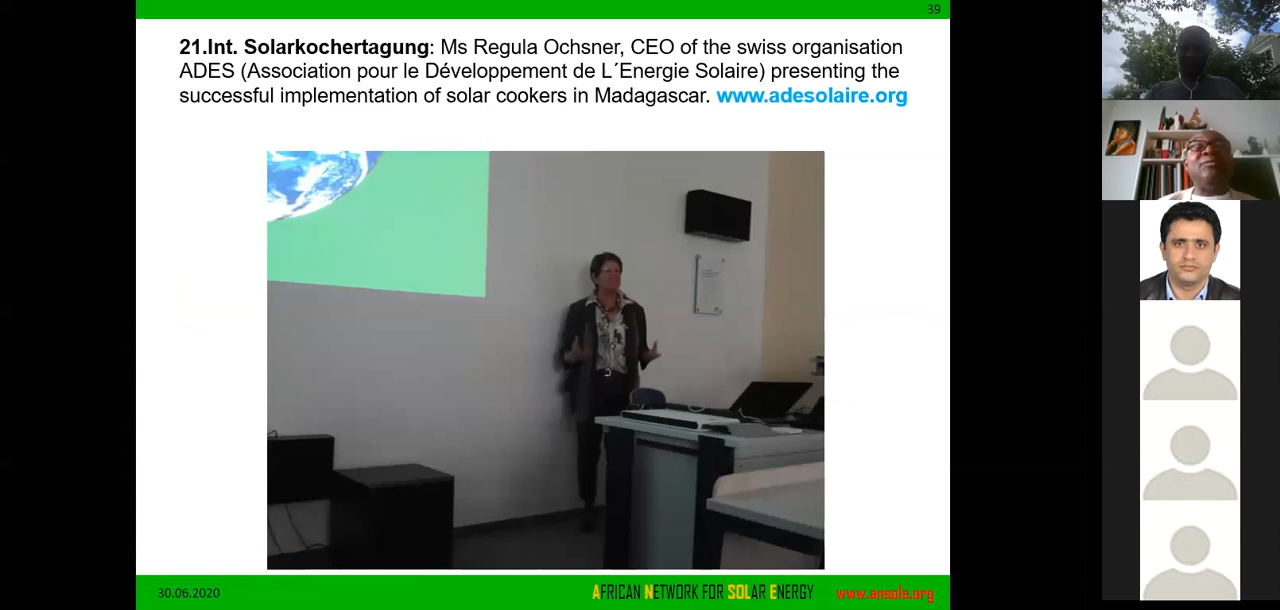 39
21.Int. Solarkochertagung: Ms Regula Ochsner, CEO of the swiss organisation
ADES (Association pour le Développement de L´Energie Solaire) presenting the
successful implementation of solar cookers in Madagascar. www.adesolaire.org
30.06.2020
AFRICAN NETWORK FOR SOLAR ENERGY
www.ansole.org